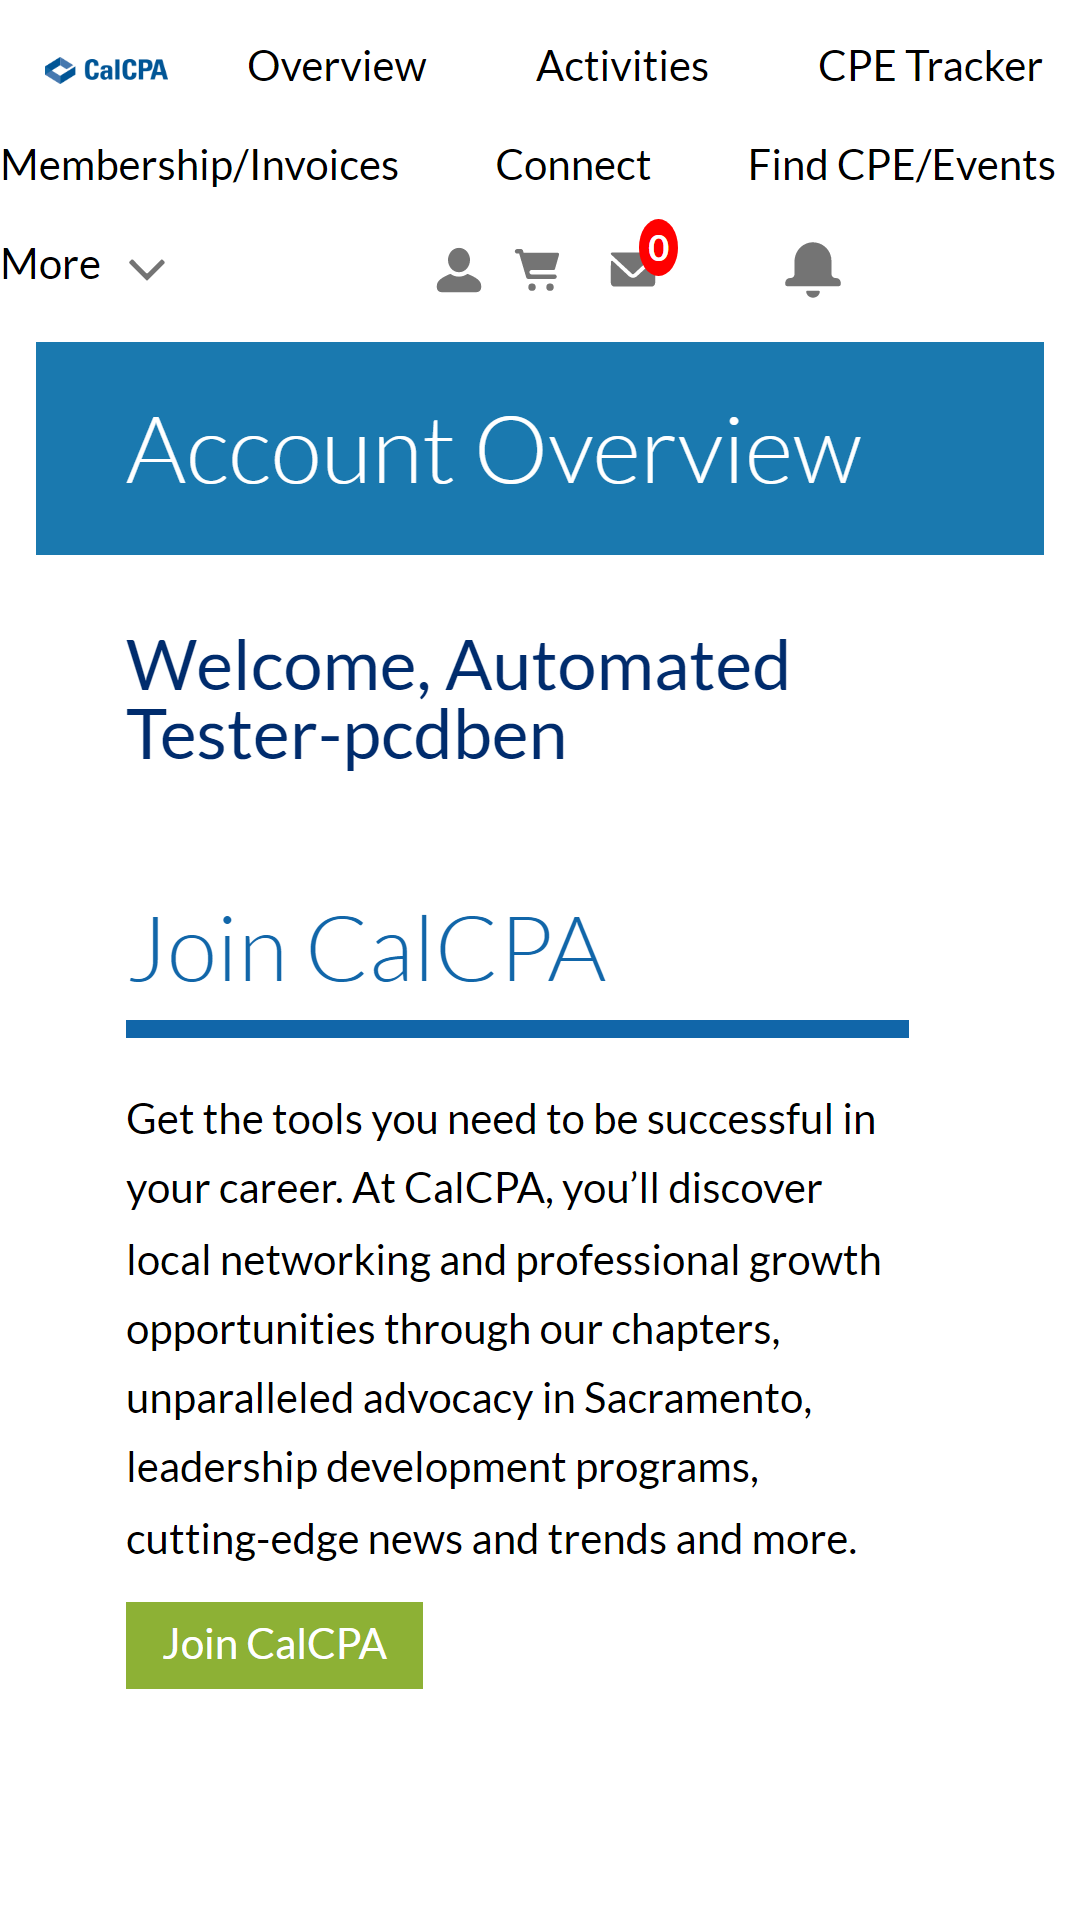 CalCPA Overview Activities CPE Tracker
Membership/Invoices Connect Find CPE/Events
More 0
Account Overview
Welcome, Automated
Tester-pcdben
Join CalCPA
Get the tools you need to be successful in
your career. At CalCPA, you’ll discover
local networking and professional growth
opportunities through our chapters,
unparalleled advocacy in Sacramento,
leadership development programs,
cutting-edge news and trends and more.
Join CalCPA